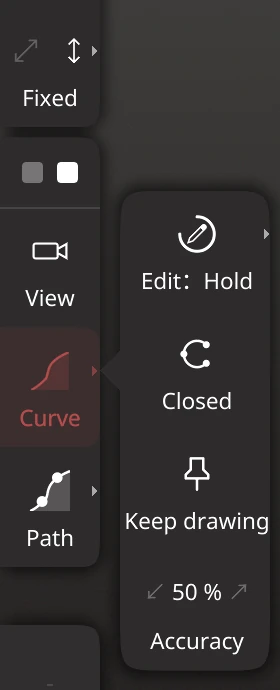 Fixed
View
Curve
Path
Edit: Hold
Closed
Keep drawing
50 %
Accuracy